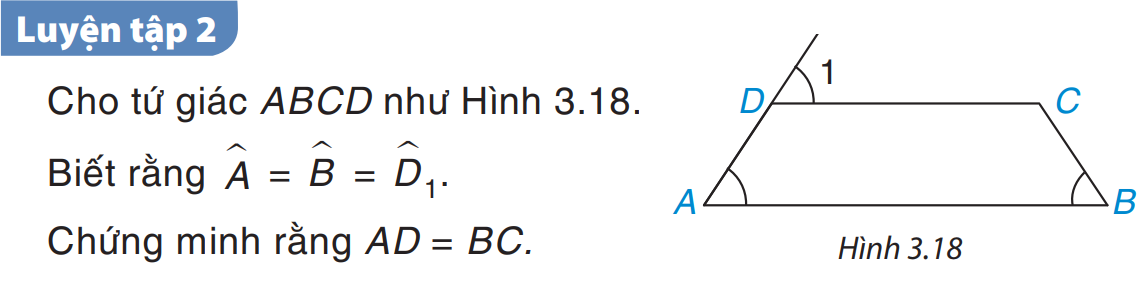 Luyện tập 2
Cho tứ giác ABCD như Hình 3.18.
Biết rằng Â = B̂ = D̂₁.
Chứng minh rằng AD = BC.
1
D
C
A
B
Hình 3.18